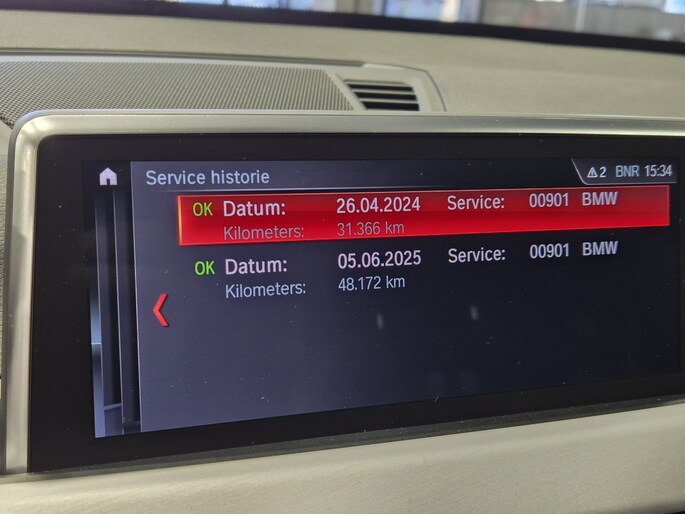 Service historie ⚠2 BNR 15:34
OK Datum: 26.04.2024 Service: 00901 BMW
Kilometers: 31.366 km
OK Datum: 05.06.2025 Service: 00901 BMW
Kilometers: 48.172 km